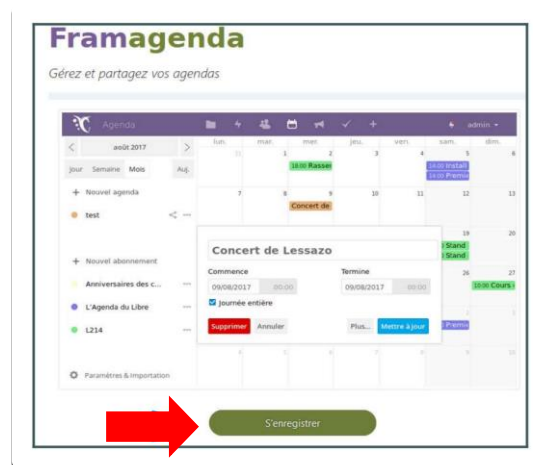 Framagenda
Gérez et partagez vos agendas
Agenda
admin
août 2017
lun. mar. mer. jeu. ven. sam. dim.
Jour Semaine Mois Auj.
31 1 2 3 4 5 6
16:00 Rasser
14:00 Premi
+ Nouvel agenda
7 8 9 10 11 12 13
test
Concert de
19 20
Stand
Stand
+ Nouvel abonnement
Concert de Lessazo
Commence Termine
26 27
Anniversaires des c...
09/08/2017 00:00 09/08/2017 00:00
10:00 Cours
Journée entière
L'Agenda du Libre
L214
Supprimer Annuler Plus... Mettre à jour
Premi
Paramètres & Importation
S'enregistrer